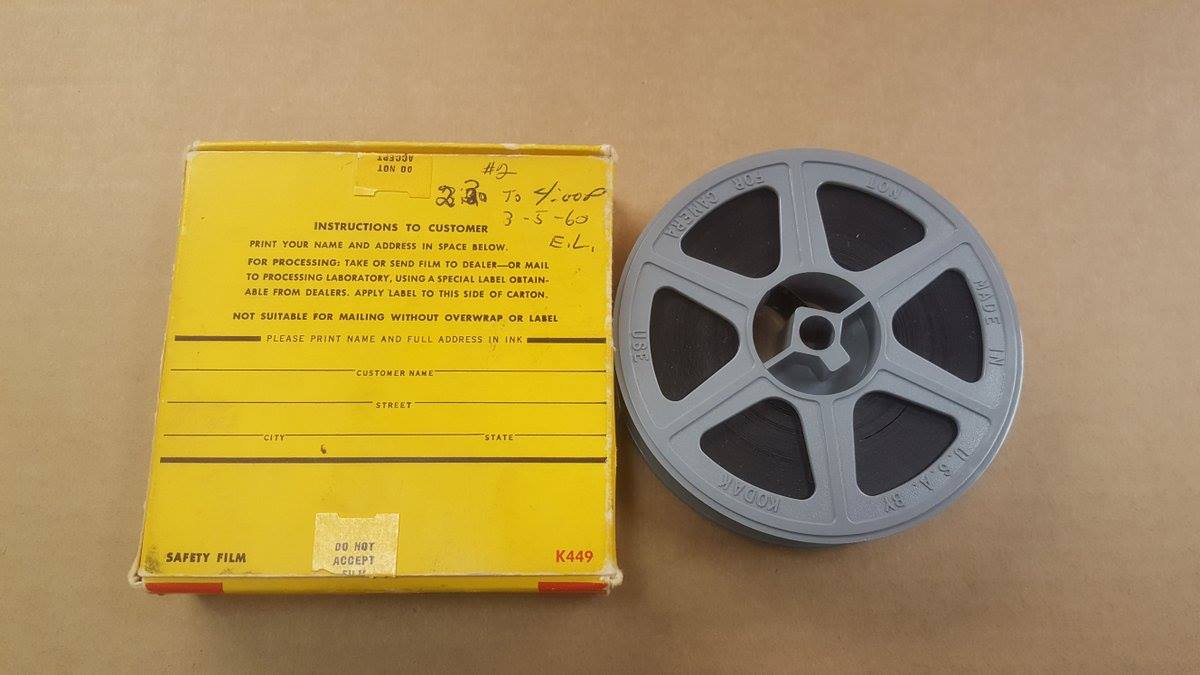 DO NOT
ACCEPT
#2
TO 4:00P
3-5-60
E.L.
INSTRUCTIONS TO CUSTOMER
PRINT YOUR NAME AND ADDRESS IN SPACE BELOW.
FOR PROCESSING: TAKE OR SEND FILM TO DEALER—OR MAIL
TO PROCESSING LABORATORY, USING A SPECIAL LABEL OBTAIN-
ABLE FROM DEALERS. APPLY LABEL TO THIS SIDE OF CARTON.
NOT SUITABLE FOR MAILING WITHOUT OVERWRAP OR LABEL
PLEASE PRINT NAME AND FULL ADDRESS IN INK
CUSTOMER NAME
STREET
CITY STATE
SAFETY FILM
DO NOT
ACCEPT
FILM
K449
NOT FOR CAMERA USE
MADE IN U.S.A. BY KODAK